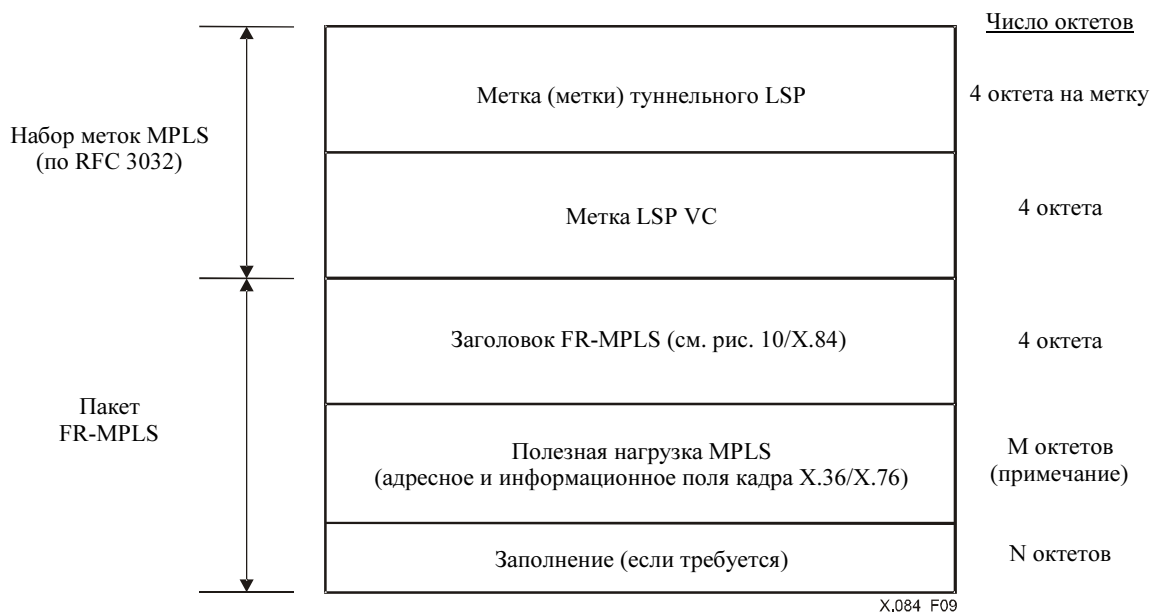 Число октетов
Набор меток MPLS
(по RFC 3032)
Метка (метки) туннельного LSP
4 октета на метку
Метка LSP VC
4 октета
Пакет
FR-MPLS
Заголовок FR-MPLS (см. рис. 10/X.84)
4 октета
Полезная нагрузка MPLS
(адресное и информационное поля кадра X.36/X.76)
M октетов
(примечание)
Заполнение (если требуется)
N октетов
X.084_F09